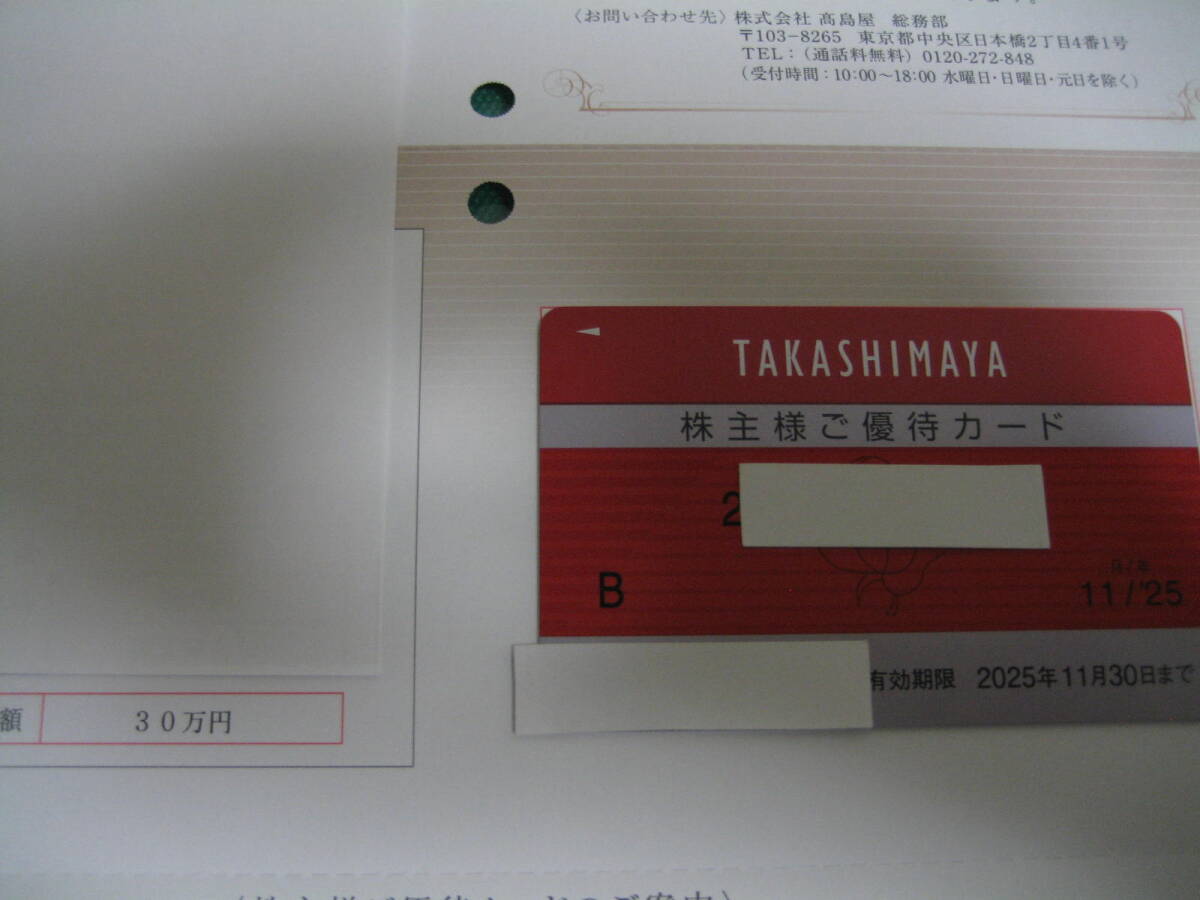 〈お問い合わせ先〉株式会社 髙島屋 総務部
〒103-8265 東京都中央区日本橋2丁目4番1号
TEL：（通話料無料）0120-272-848
（受付時間：10:00〜18:00 水曜日・日曜日・元日を除く）
TAKASHIMAYA
株主様ご優待カード
2
B
月/年
11/'25
有効期限 2025年11月30日まで
額 30万円